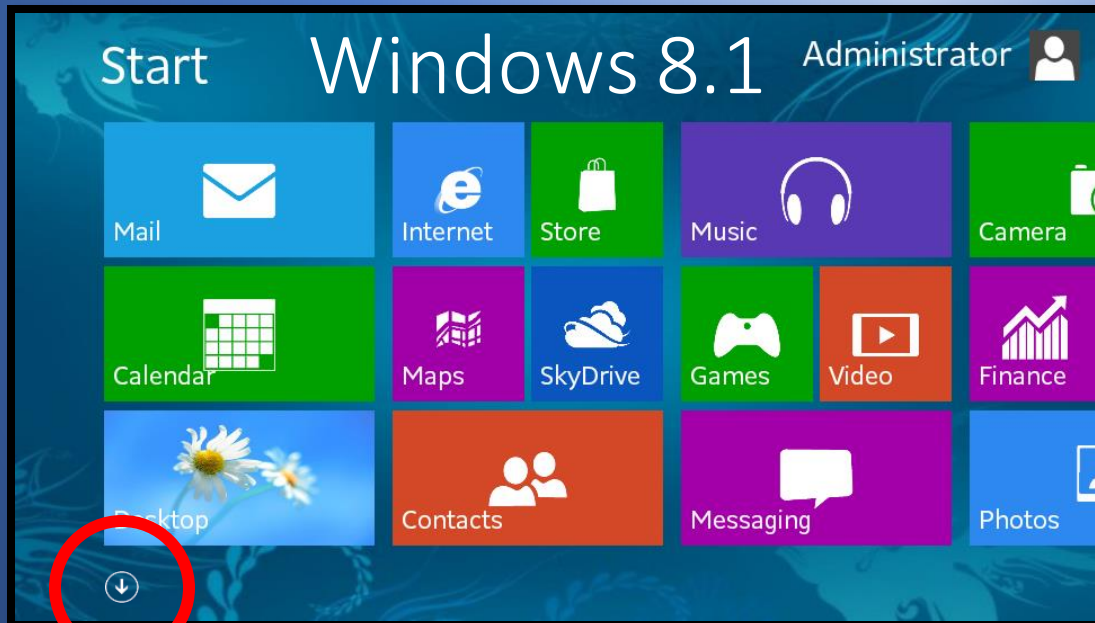 Start
Windows 8.1
Administrator
Mail
Internet
Store
Music
Camera
Calendar
Maps
SkyDrive
Games
Video
Finance
Desktop
Contacts
Messaging
Photos